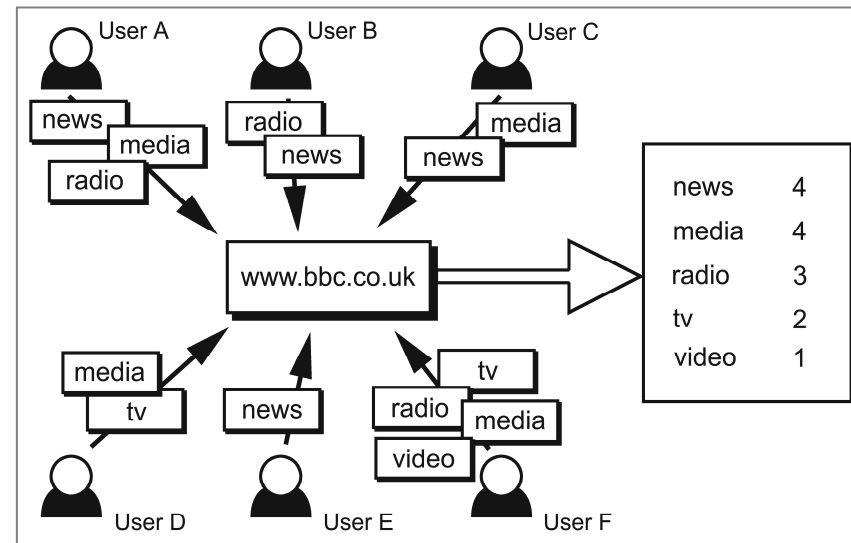 User A
User B
User C
news
media
radio
radio
news
media
news
www.bbc.co.uk
news 4
media 4
radio 3
tv 2
video 1
media
tv
news
tv
radio
media
video
User D
User E
User F